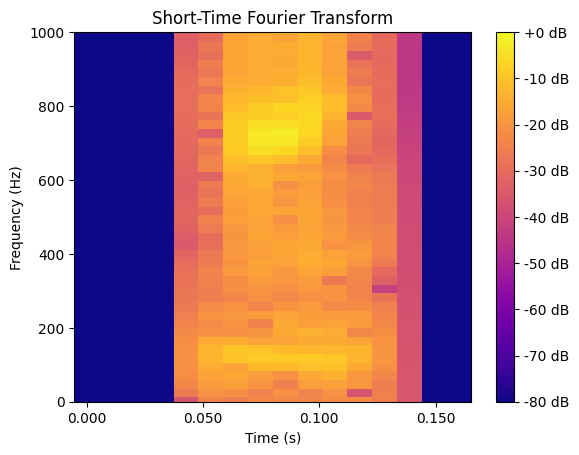 Short-Time Fourier Transform
1000
800
600
400
200
0
Frequency (Hz)
0.000
0.050
0.100
0.150
Time (s)
+0 dB
-10 dB
-20 dB
-30 dB
-40 dB
-50 dB
-60 dB
-70 dB
-80 dB